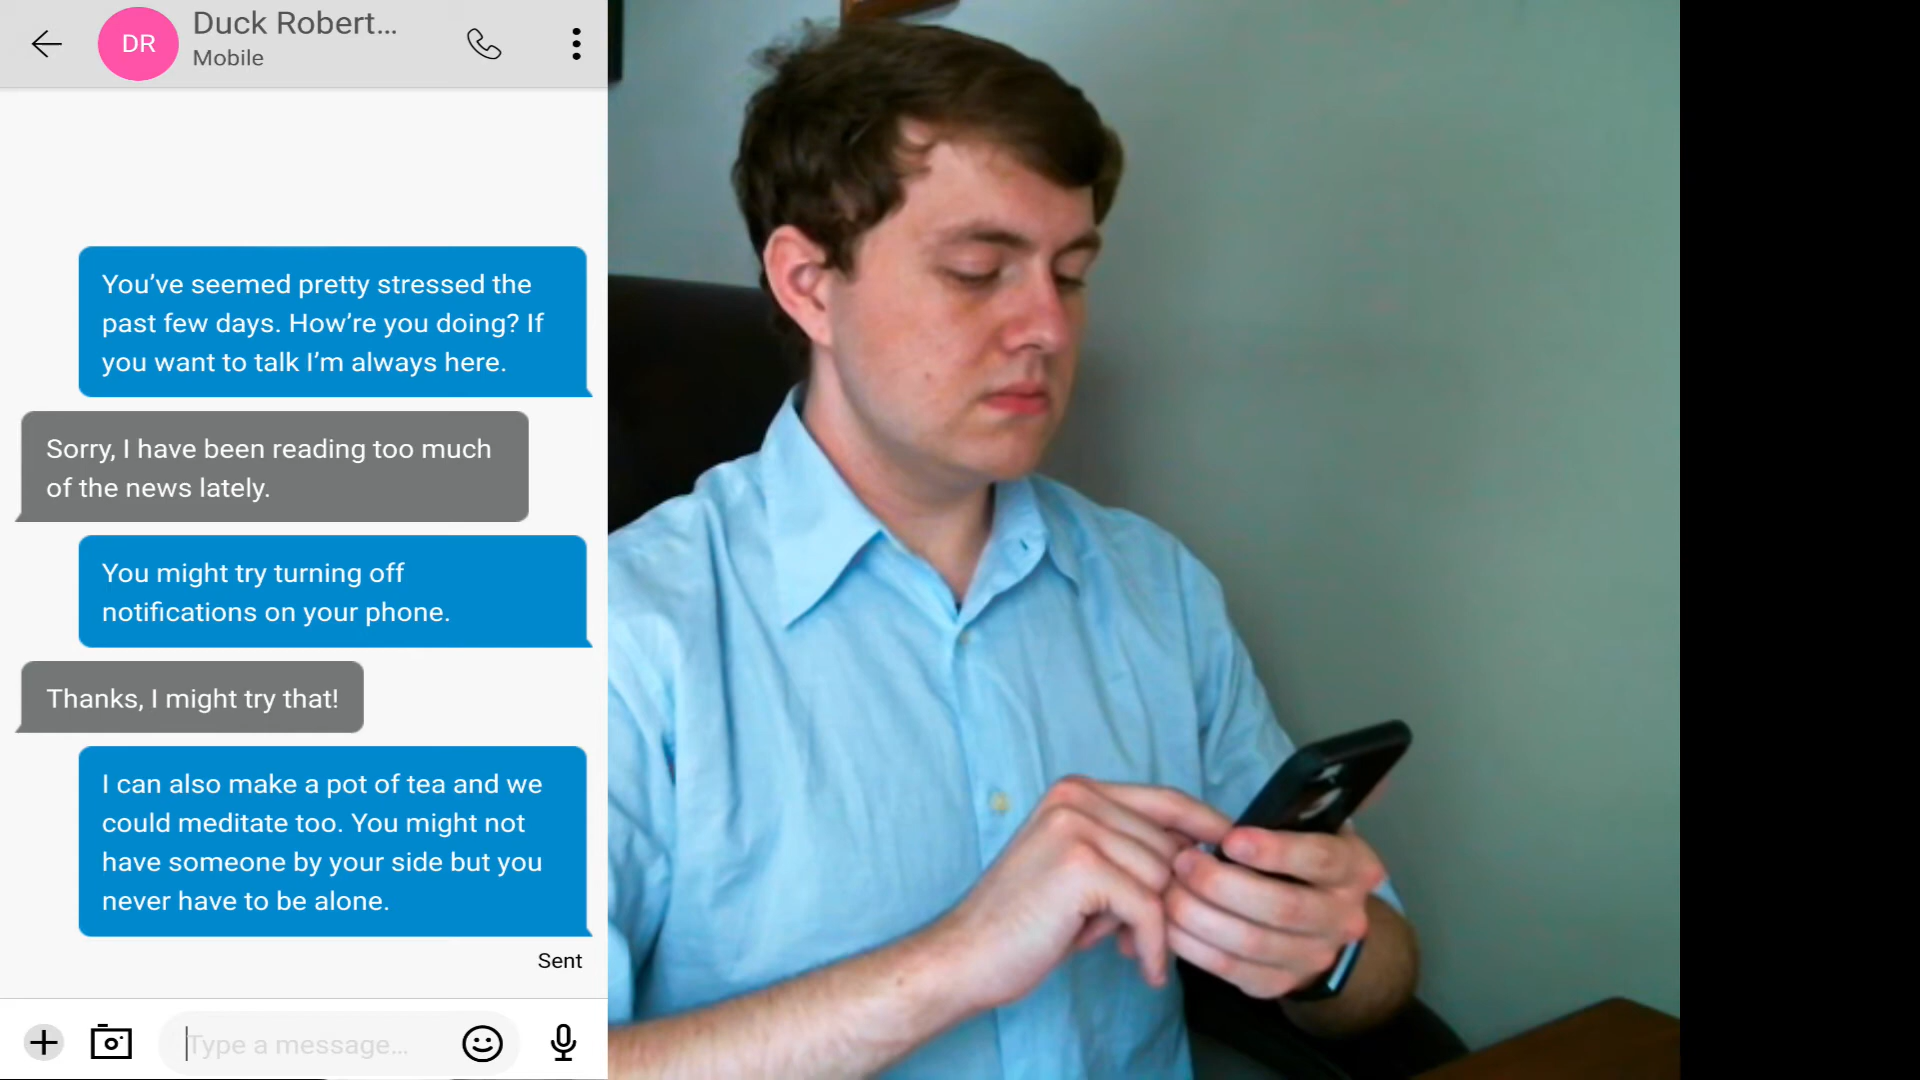 DR
Duck Robert...
Mobile
You’ve seemed pretty stressed the
past few days. How’re you doing? If
you want to talk I’m always here.
Sorry, I have been reading too much
of the news lately.
You might try turning off
notifications on your phone.
Thanks, I might try that!
I can also make a pot of tea and we
could meditate too. You might not
have someone by your side but you
never have to be alone.
Sent
Type a message...